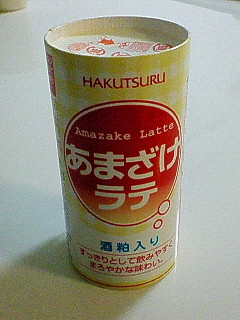 HAKUTSURU
Amazake Latte
あまざけ
ラテ
酒粕入り
すっきりとして飲みやすく
まろやかな味わい。